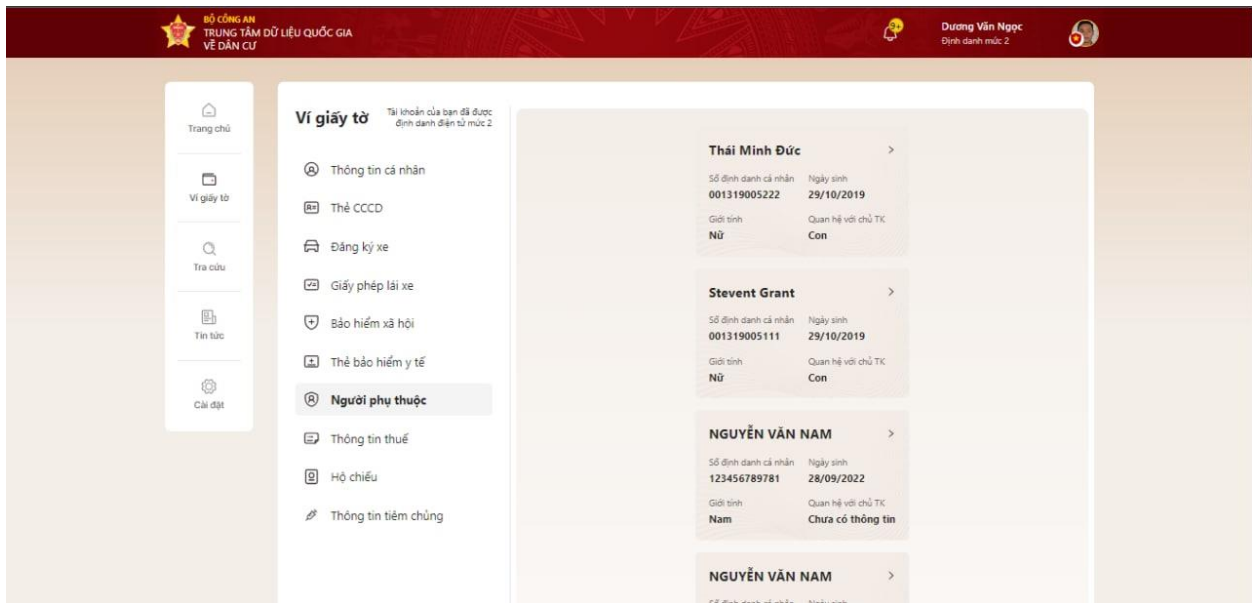 BỘ CÔNG AN
TRUNG TÂM DỮ LIỆU QUỐC GIA
VỀ DÂN CƯ
9+
Dương Văn Ngọc
Định danh mức 2
Trang chủ
Ví giấy tờ
Tra cứu
Tin tức
Cài đặt
Ví giấy tờ
Tài khoản của bạn đã được
định danh điện tử mức 2
Thông tin cá nhân
Thẻ CCCD
Đăng ký xe
Giấy phép lái xe
Bảo hiểm xã hội
Thẻ bảo hiểm y tế
Người phụ thuộc
Thông tin thuế
Hộ chiếu
Thông tin tiêm chủng
Thái Minh Đức
Số định danh cá nhân Ngày sinh
001319005222 29/10/2019
Giới tính Quan hệ với chủ TK
Nữ Con
Stevent Grant
Số định danh cá nhân Ngày sinh
001319005111 29/10/2019
Giới tính Quan hệ với chủ TK
Nữ Con
NGUYỄN VĂN NAM
Số định danh cá nhân Ngày sinh
123456789781 28/09/2022
Giới tính Quan hệ với chủ TK
Nam Chưa có thông tin
NGUYỄN VĂN NAM
Số định danh cá nhân Ngày sinh